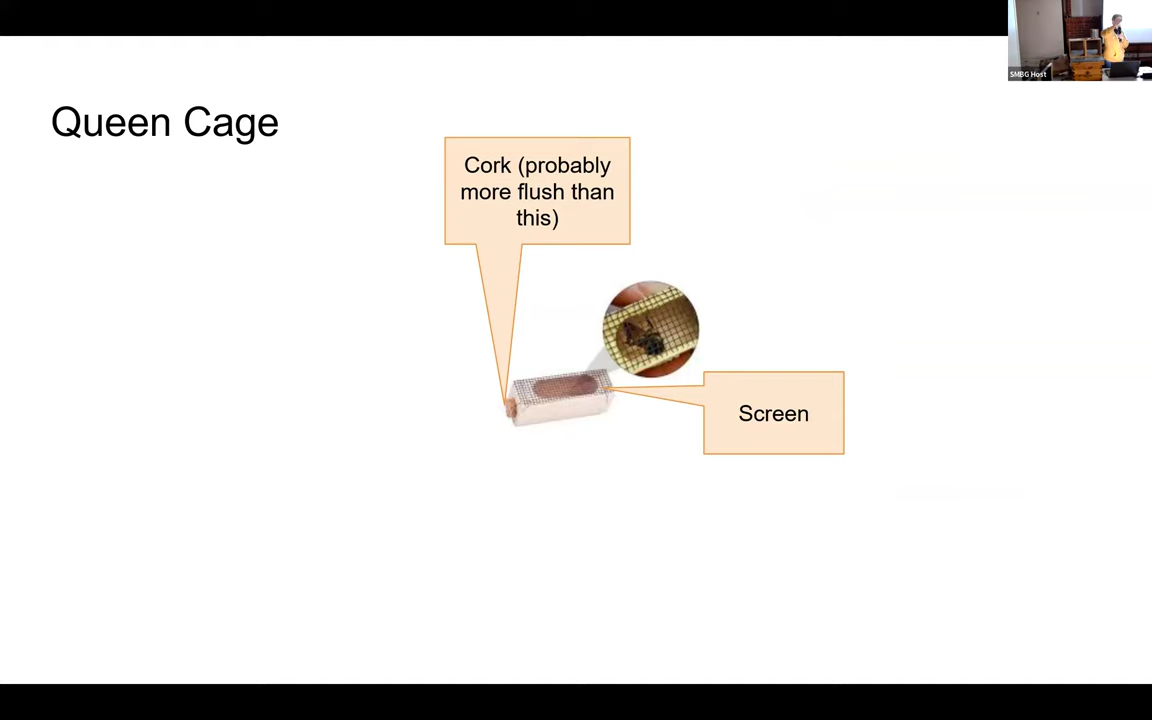 SMBG Host
Queen Cage
Cork (probably
more flush than
this)
Screen